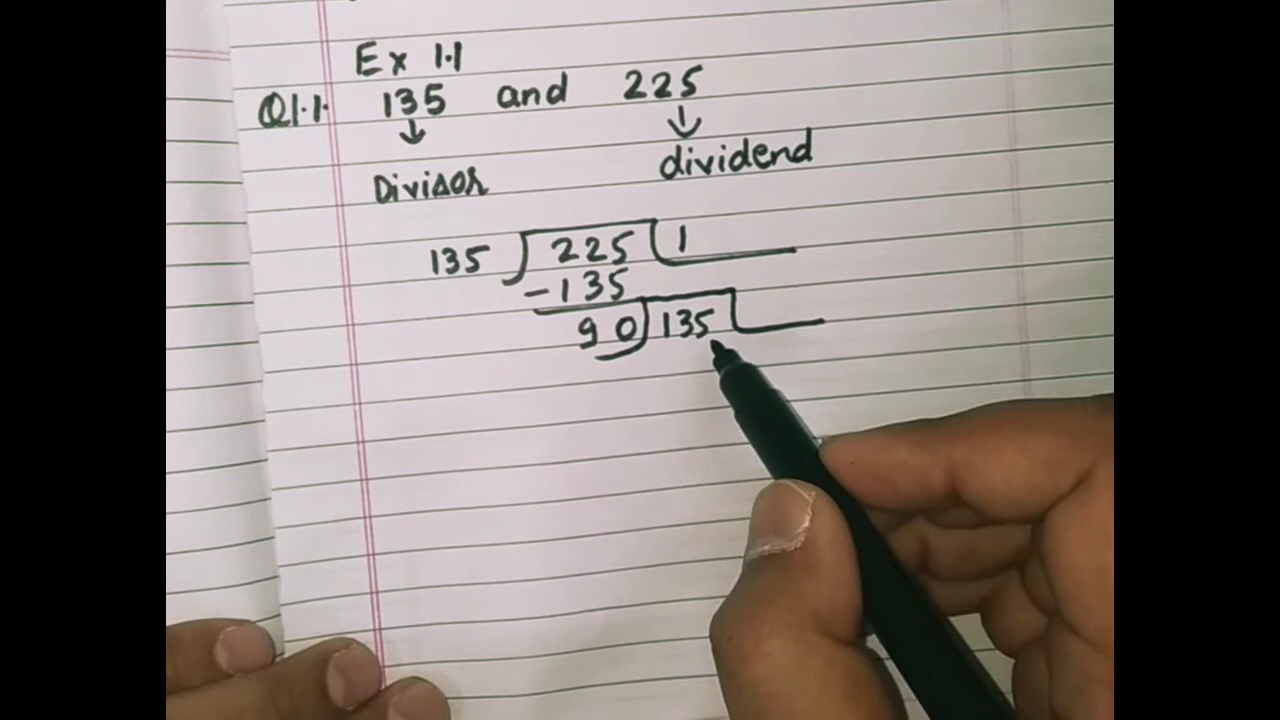 Ex 1.1
Q1.1. 135 and 225
Divisor dividend
135 225 1
-135
90 135